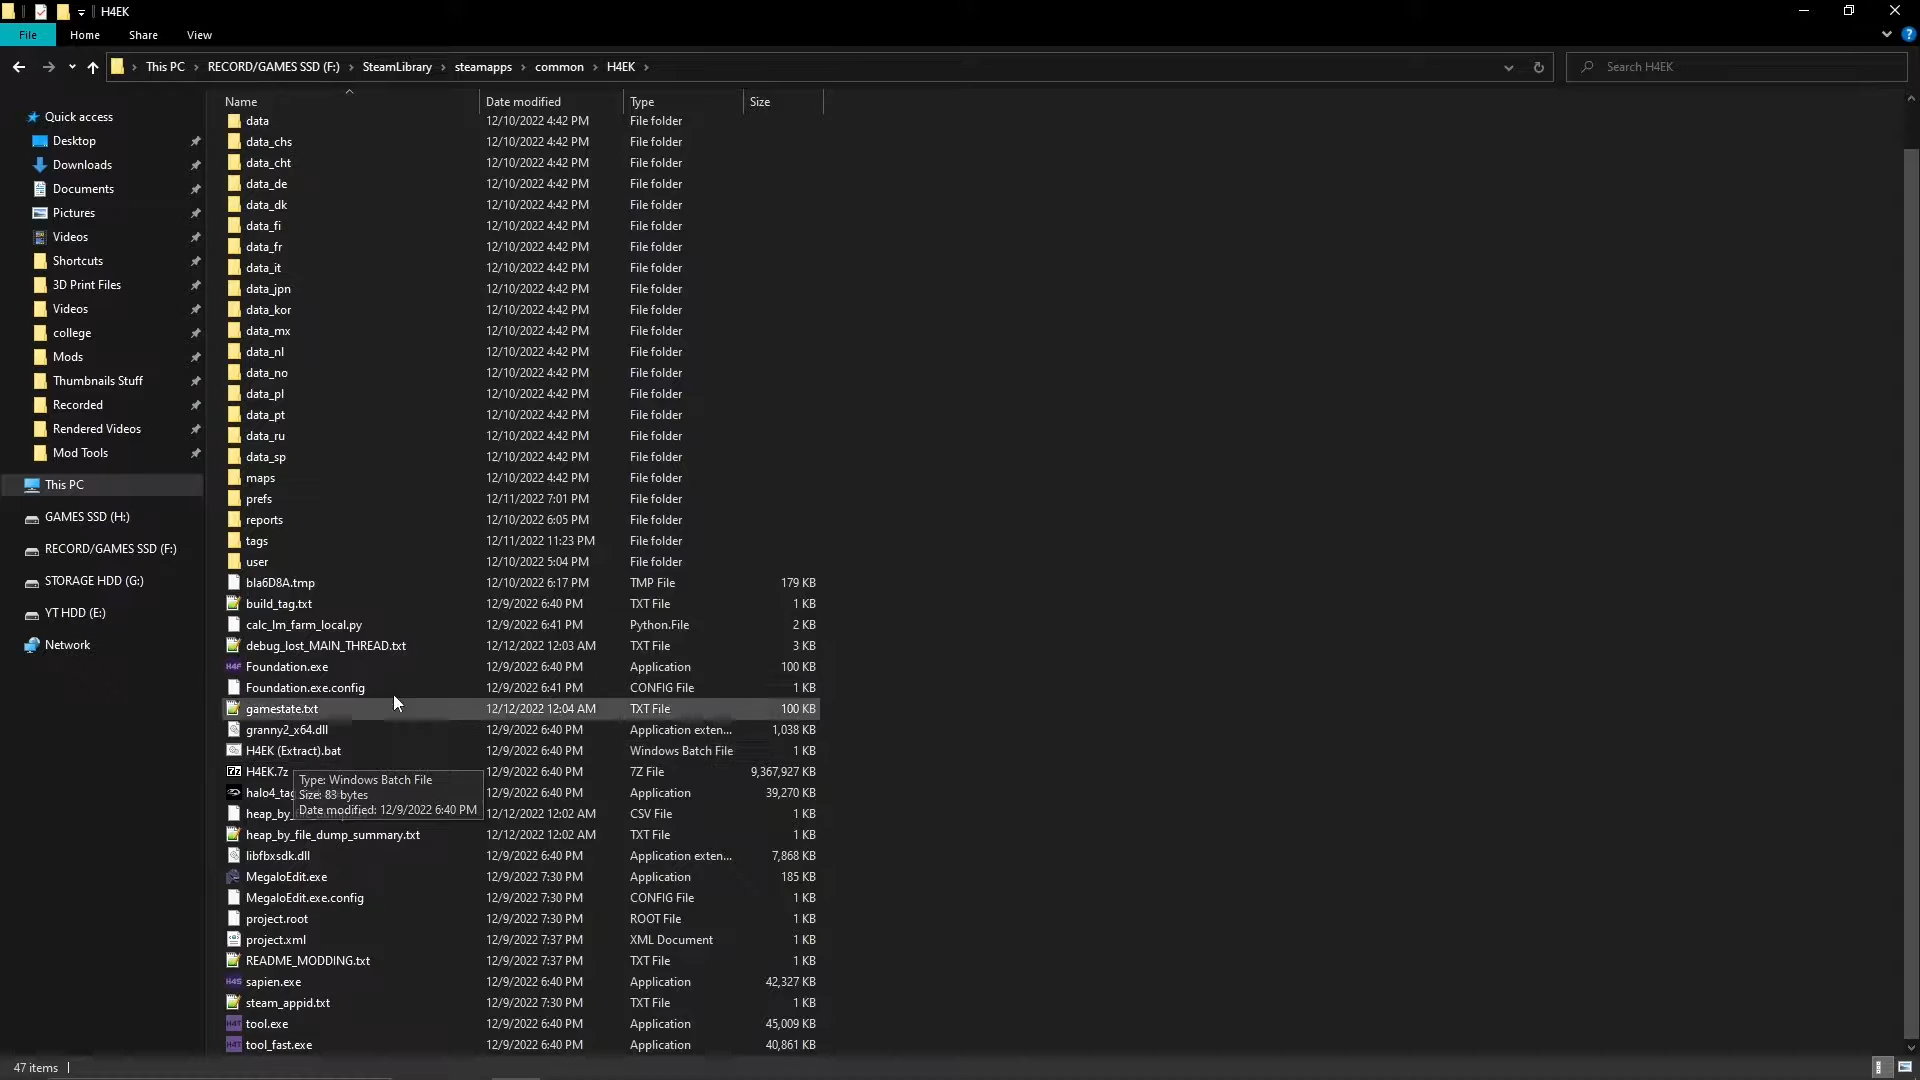 H4EK
File Home Share View
This PC RECORD/GAMES SSD (F:) SteamLibrary steamapps common H4EK
Search H4EK
Name Date modified Type Size
Quick access
Desktop
Downloads
Documents
Pictures
Videos
Shortcuts
3D Print Files
Videos
college
Mods
Thumbnails Stuff
Recorded
Rendered Videos
Mod Tools
This PC
GAMES SSD (H:)
RECORD/GAMES SSD (F:)
STORAGE HDD (G:)
YT HDD (E:)
Network
data 12/10/2022 4:42 PM File folder
data_chs 12/10/2022 4:42 PM File folder
data_cht 12/10/2022 4:42 PM File folder
data_de 12/10/2022 4:42 PM File folder
data_dk 12/10/2022 4:42 PM File folder
data_fi 12/10/2022 4:42 PM File folder
data_fr 12/10/2022 4:42 PM File folder
data_it 12/10/2022 4:42 PM File folder
data_jpn 12/10/2022 4:42 PM File folder
data_kor 12/10/2022 4:42 PM File folder
data_mx 12/10/2022 4:42 PM File folder
data_nl 12/10/2022 4:42 PM File folder
data_no 12/10/2022 4:42 PM File folder
data_pl 12/10/2022 4:42 PM File folder
data_pt 12/10/2022 4:42 PM File folder
data_ru 12/10/2022 4:42 PM File folder
data_sp 12/10/2022 4:42 PM File folder
maps 12/10/2022 4:42 PM File folder
prefs 12/11/2022 7:01 PM File folder
reports 12/10/2022 6:05 PM File folder
tags 12/11/2022 11:23 PM File folder
user 12/10/2022 5:04 PM File folder
bla6D8A.tmp 12/10/2022 6:17 PM TMP File 179 KB
build_tag.txt 12/9/2022 6:40 PM TXT File 1 KB
calc_lm_farm_local.py 12/9/2022 6:41 PM Python.File 2 KB
debug_lost_MAIN_THREAD.txt 12/12/2022 12:03 AM TXT File 3 KB
Foundation.exe 12/9/2022 6:40 PM Application 100 KB
Foundation.exe.config 12/9/2022 6:41 PM CONFIG File 1 KB
gamestate.txt 12/12/2022 12:04 AM TXT File 100 KB
granny2_x64.dll 12/9/2022 6:40 PM Application exten... 1,038 KB
H4EK (Extract).bat 12/9/2022 6:40 PM Windows Batch File 1 KB
H4EK.7z 12/9/2022 6:40 PM 7Z File 9,367,927 KB
halo4_tag 12/9/2022 6:40 PM Application 39,270 KB
heap_by_ 12/12/2022 12:02 AM CSV File 1 KB
Type: Windows Batch File
Size: 83 bytes
Date modified: 12/9/2022 6:40 PM
heap_by_file_dump_summary.txt 12/12/2022 12:02 AM TXT File 1 KB
libfbxsdk.dll 12/9/2022 6:40 PM Application exten... 7,868 KB
MegaloEdit.exe 12/9/2022 7:30 PM Application 185 KB
MegaloEdit.exe.config 12/9/2022 7:30 PM CONFIG File 1 KB
project.root 12/9/2022 7:30 PM ROOT File 1 KB
project.xml 12/9/2022 7:37 PM XML Document 1 KB
README_MODDING.txt 12/9/2022 7:37 PM TXT File 1 KB
sapien.exe 12/9/2022 6:40 PM Application 42,327 KB
steam_appid.txt 12/9/2022 7:30 PM TXT File 1 KB
tool.exe 12/9/2022 6:40 PM Application 45,009 KB
tool_fast.exe 12/9/2022 6:40 PM Application 40,861 KB
47 items